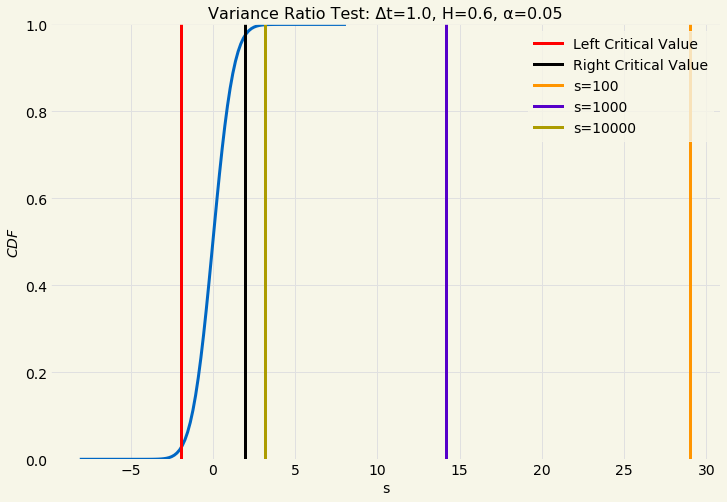 Variance Ratio Test: Δt=1.0, H=0.6, α=0.05
Left Critical Value
Right Critical Value
s=100
s=1000
s=10000
CDF
1.0
0.8
0.6
0.4
0.2
0.0
−5 0 5 10 15 20 25 30
s